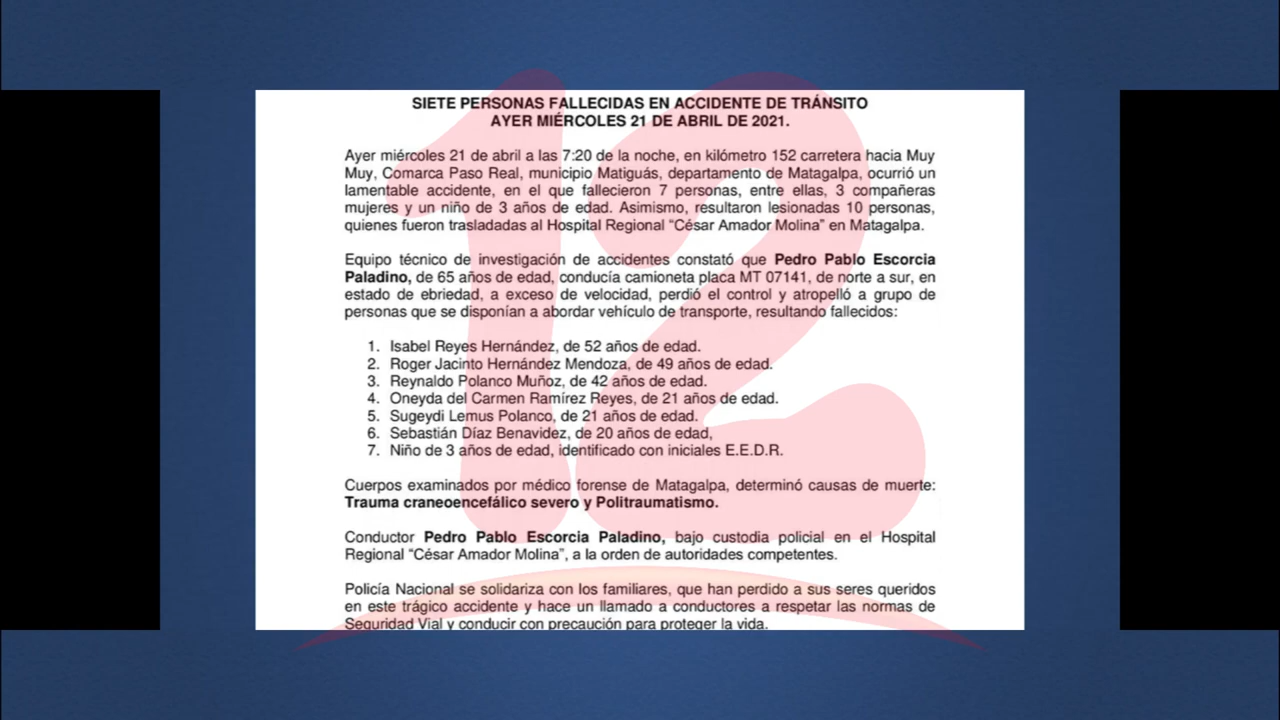 SIETE PERSONAS FALLECIDAS EN ACCIDENTE DE TRÁNSITO
AYER MIÉRCOLES 21 DE ABRIL DE 2021.
Ayer miércoles 21 de abril a las 7:20 de la noche, en kilómetro 152 carretera hacia Muy
Muy, Comarca Paso Real, municipio Matiguás, departamento de Matagalpa, ocurrió un
lamentable accidente, en el que fallecieron 7 personas, entre ellas, 3 compañeras
mujeres y un niño de 3 años de edad. Asimismo, resultaron lesionadas 10 personas,
quienes fueron trasladadas al Hospital Regional “César Amador Molina” en Matagalpa.
Equipo técnico de investigación de accidentes constató que Pedro Pablo Escorcia
Paladino, de 65 años de edad, conducía camioneta placa MT 07141, de norte a sur, en
estado de ebriedad, a exceso de velocidad, perdió el control y atropelló a grupo de
personas que se disponían a abordar vehículo de transporte, resultando fallecidos:
1. Isabel Reyes Hernández, de 52 años de edad.
2. Roger Jacinto Hernández Mendoza, de 49 años de edad.
3. Reynaldo Polanco Muñoz, de 42 años de edad.
4. Oneyda del Carmen Ramírez Reyes, de 21 años de edad.
5. Sugeydi Lemus Polanco, de 21 años de edad.
6. Sebastián Díaz Benavidez, de 20 años de edad,
7. Niño de 3 años de edad, identificado con iniciales E.E.D.R.
Cuerpos examinados por médico forense de Matagalpa, determinó causas de muerte:
Trauma craneoencefálico severo y Politraumatismo.
Conductor Pedro Pablo Escorcia Paladino, bajo custodia policial en el Hospital
Regional “César Amador Molina”, a la orden de autoridades competentes.
Policía Nacional se solidariza con los familiares, que han perdido a sus seres queridos
en este trágico accidente y hace un llamado a conductores a respetar las normas de
Seguridad Vial y conducir con precaución para proteger la vida.
12